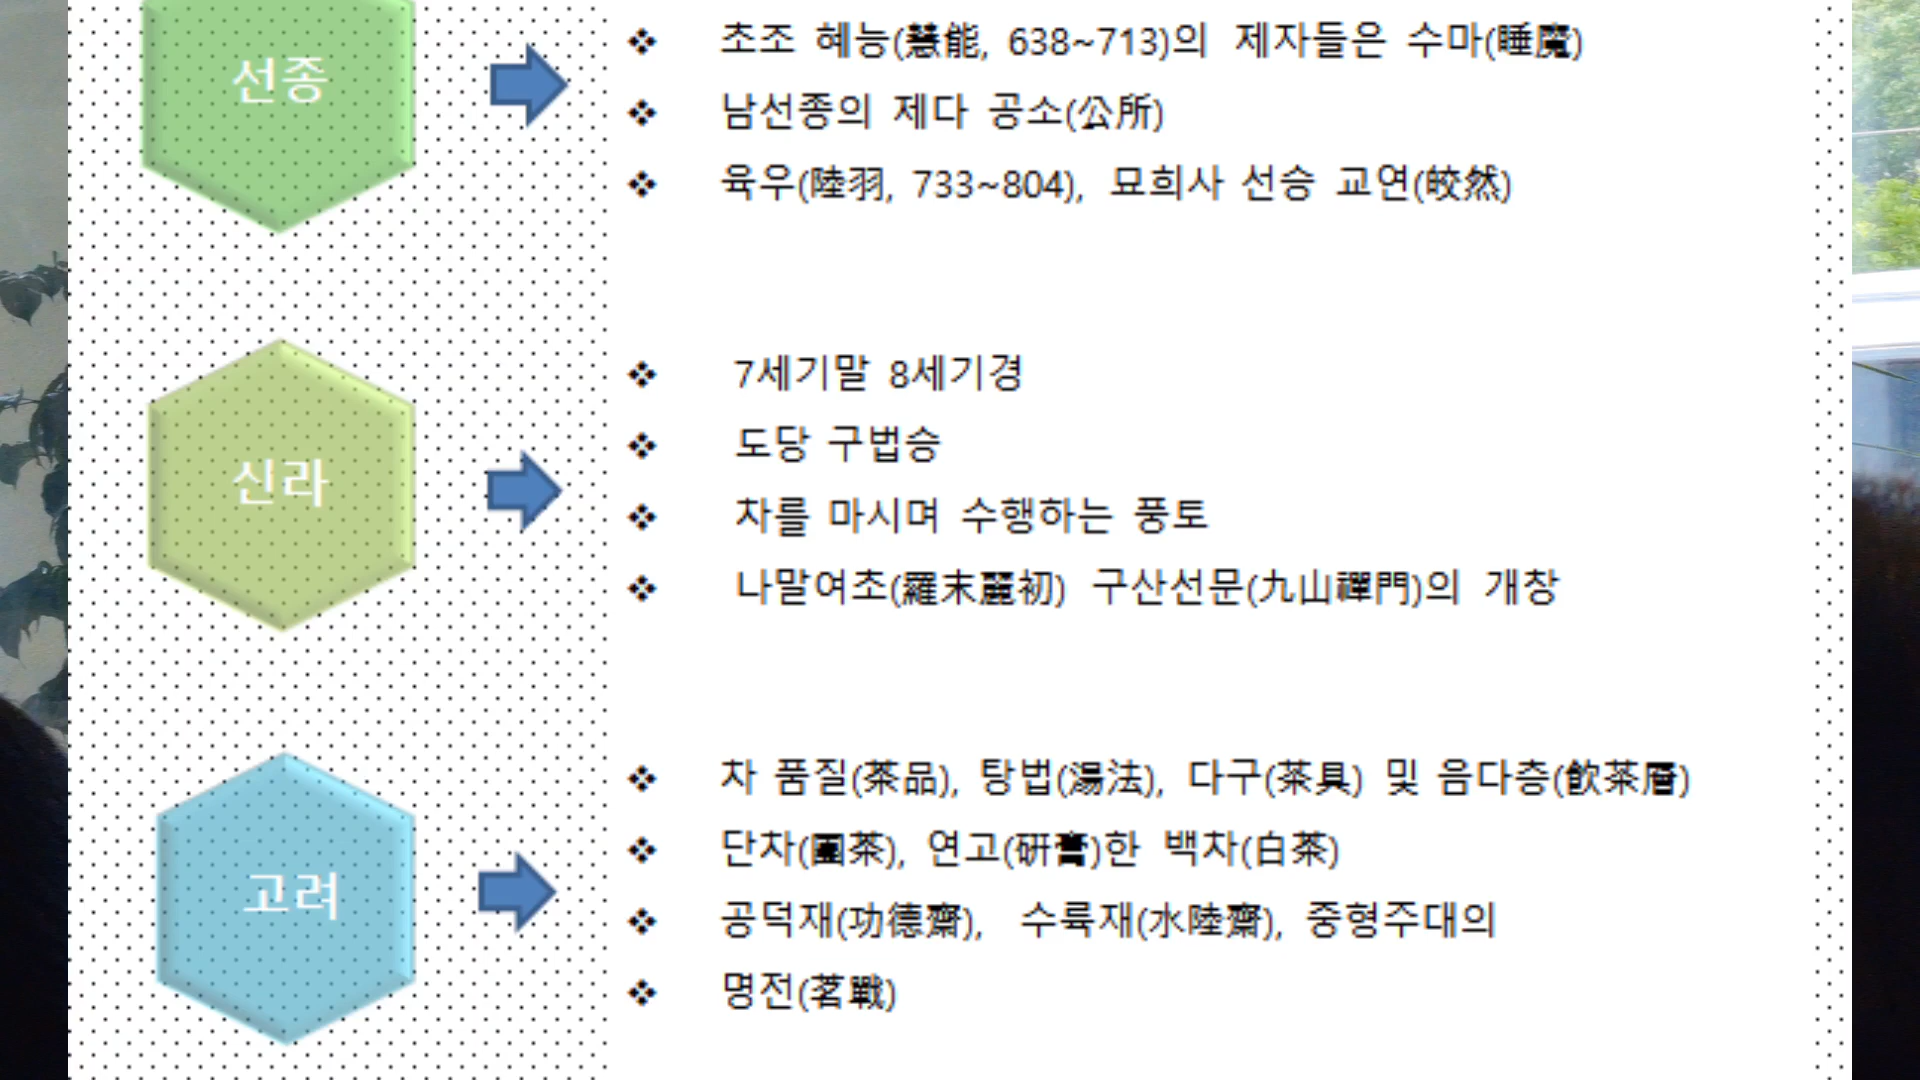 선종
❖ 초조 혜능(慧能, 638~713)의 제자들은 수마(睡魔)
❖ 남선종의 제다 공소(公所)
❖ 육우(陸羽, 733~804), 묘희사 선승 교연(皎然)
신라
❖ 7세기말 8세기경
❖ 도당 구법승
❖ 차를 마시며 수행하는 풍토
❖ 나말여초(羅末麗初) 구산선문(九山禪門)의 개창
고려
❖ 차 품질(茶品), 탕법(湯法), 다구(茶具) 및 음다층(飮茶層)
❖ 단차(團茶), 연고(硏膏)한 백차(白茶)
❖ 공덕재(功德齋), 수륙재(水陸齋), 중형주대의
❖ 명전(茗戰)